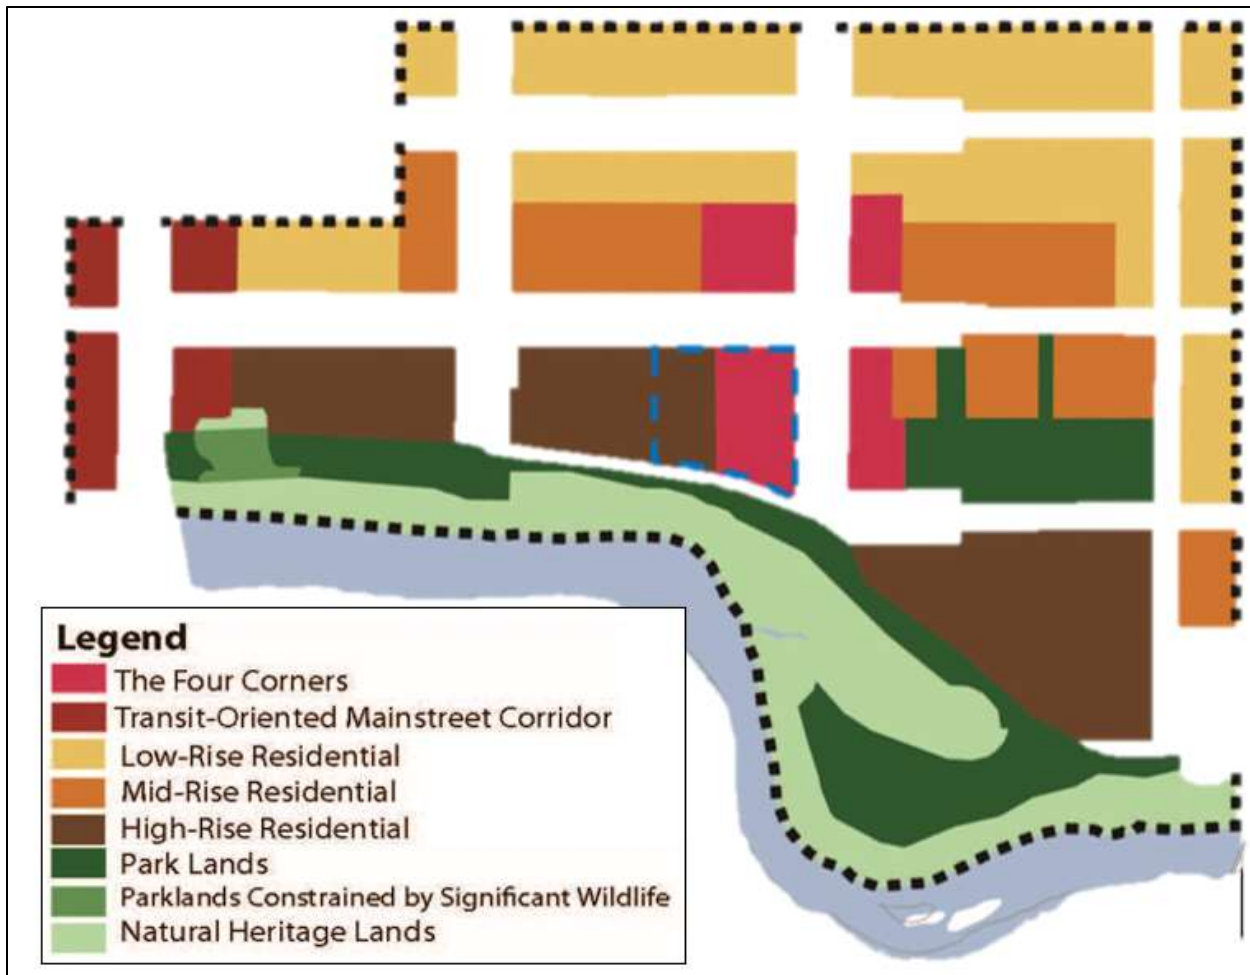 Legend
The Four Corners
Transit-Oriented Mainstreet Corridor
Low-Rise Residential
Mid-Rise Residential
High-Rise Residential
Park Lands
Parklands Constrained by Significant Wildlife
Natural Heritage Lands